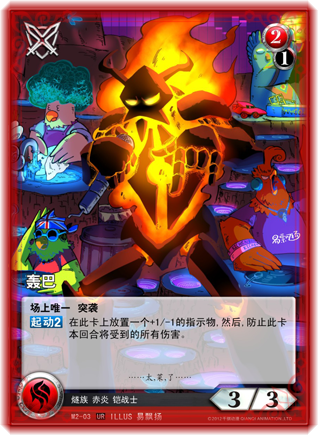 2
1
轰巴
场上唯一 突袭
起动2 在此卡上放置一个+1/-1的指示物,然后,防止此卡
本回合将受到的所有伤害。
……太,菜,了……
燧族 赤炎 铠战士
3 / 3
M2-03 UR ILLUS 易飘扬